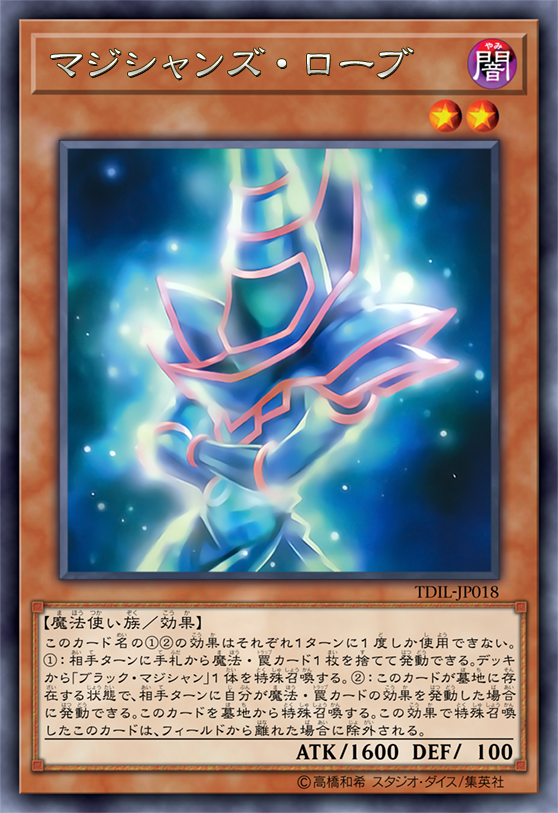 マジシャンズ・ローブ
闇
TDIL-JP018
【魔法使い族/効果】
このカード名の①②の効果はそれぞれ1ターンに1度しか使用できない。
①:相手ターンに手札から魔法・罠カード1枚を捨てて発動できる。デッキ
から「ブラック・マジシャン」1体を特殊召喚する。②:このカードが墓地に存
在する状態で、相手ターンに自分が魔法・罠カードの効果を発動した場合
に発動できる。このカードを墓地から特殊召喚する。この効果で特殊召喚
したこのカードは、フィールドから離れた場合に除外される。
ATK/1600 DEF/ 100
©高橋和希 スタジオ・ダイス/集英社